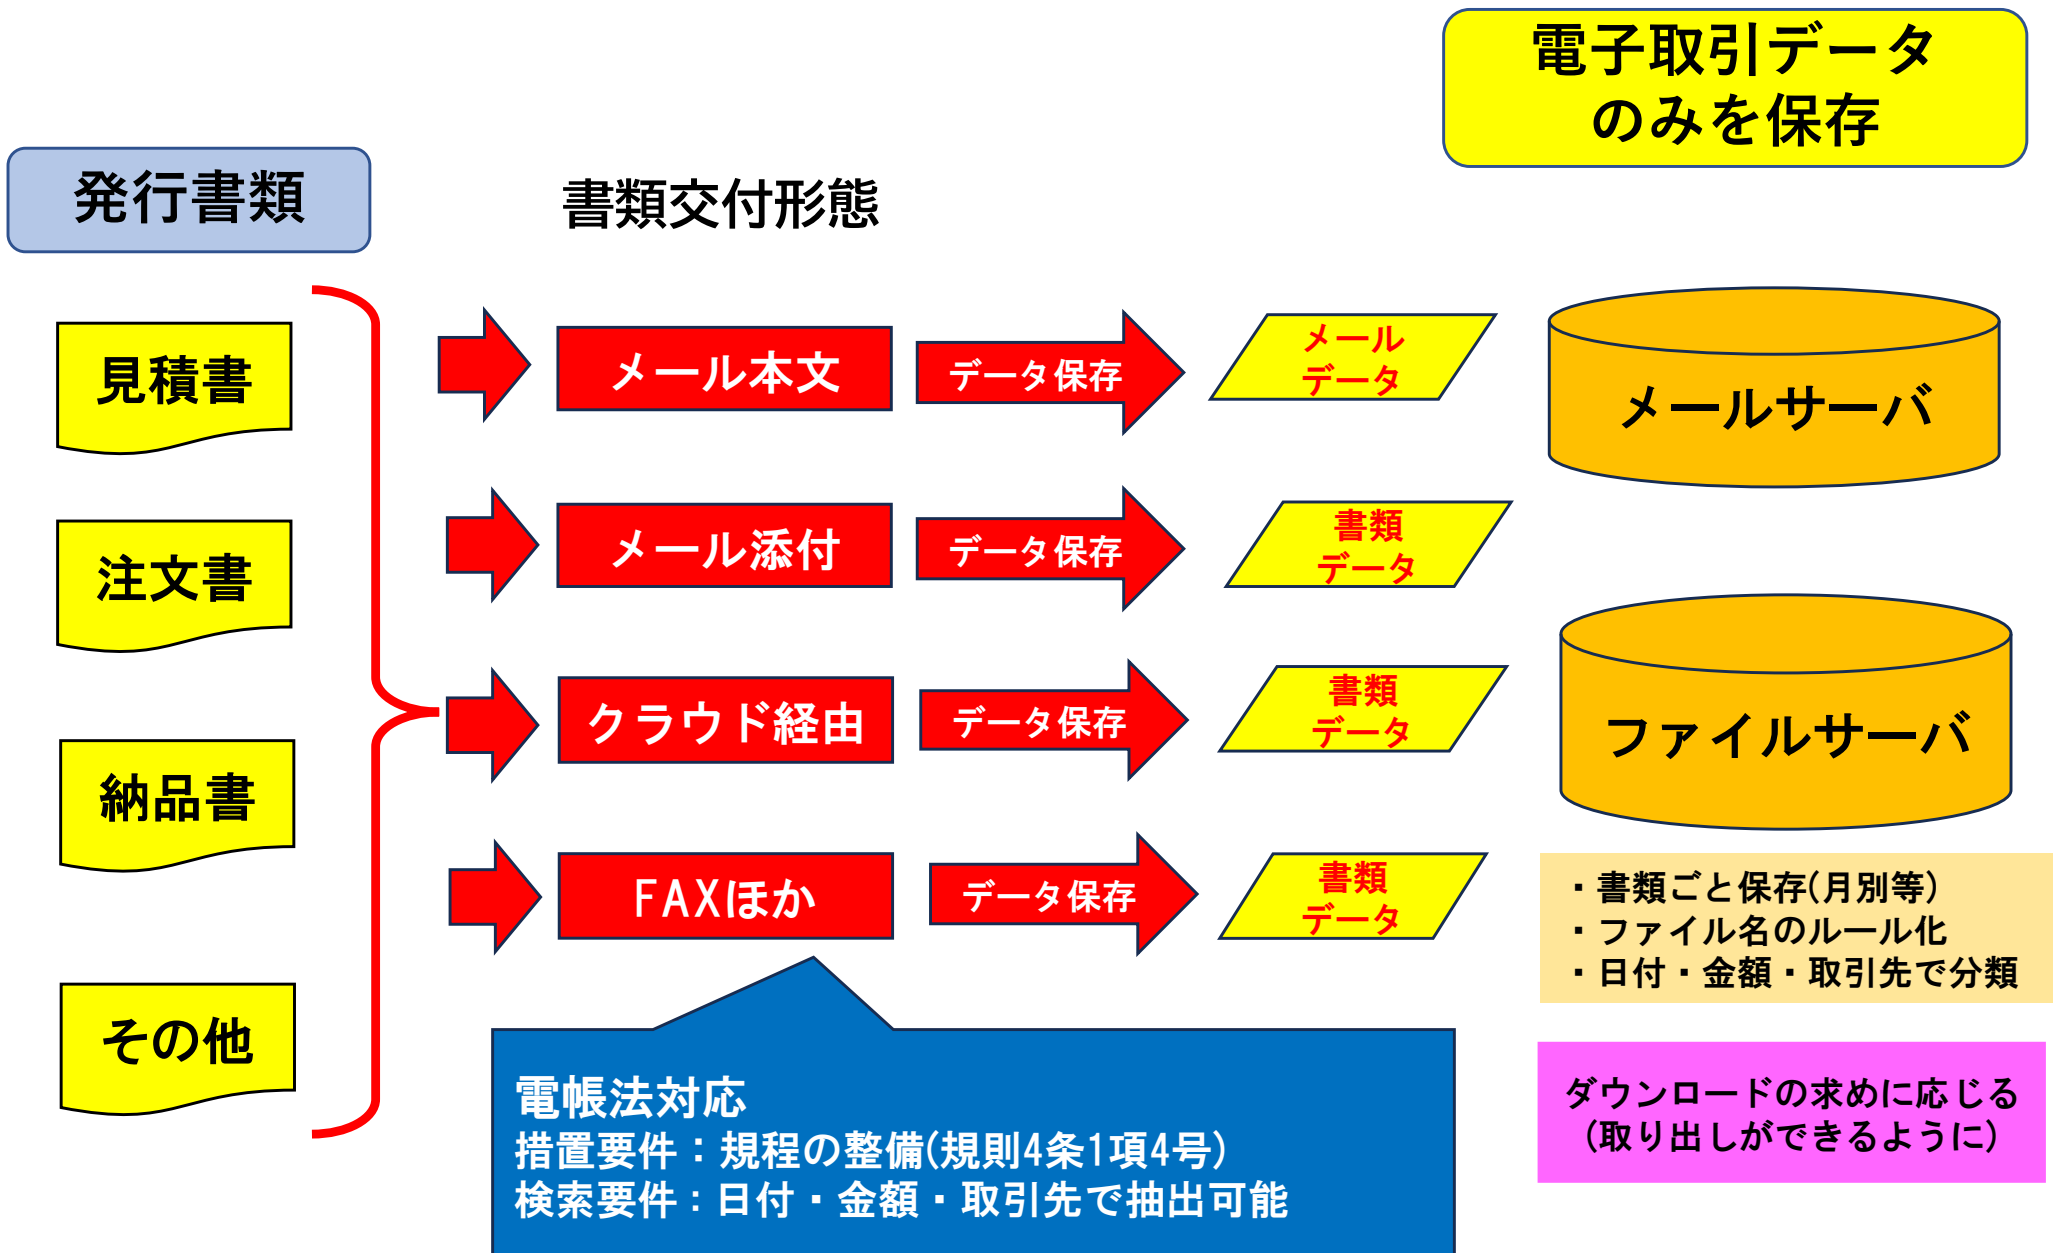 電子取引データ
のみを保存
発行書類
書類交付形態
見積書
注文書
納品書
その他
メール本文
データ保存
メール
データ
メール添付
データ保存
書類
データ
クラウド経由
データ保存
書類
データ
FAXほか
データ保存
書類
データ
メールサーバ
ファイルサーバ
・書類ごと保存(月別等)
・ファイル名のルール化
・日付・金額・取引先で分類
ダウンロードの求めに応じる
(取り出しができるように)
電帳法対応
措置要件：規程の整備(規則4条1項4号)
検索要件：日付・金額・取引先で抽出可能